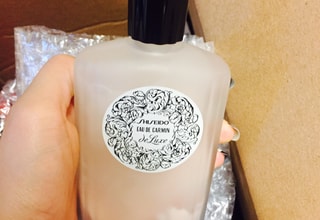 SHISEIDO
EAU DE CARMIN
de Luxe